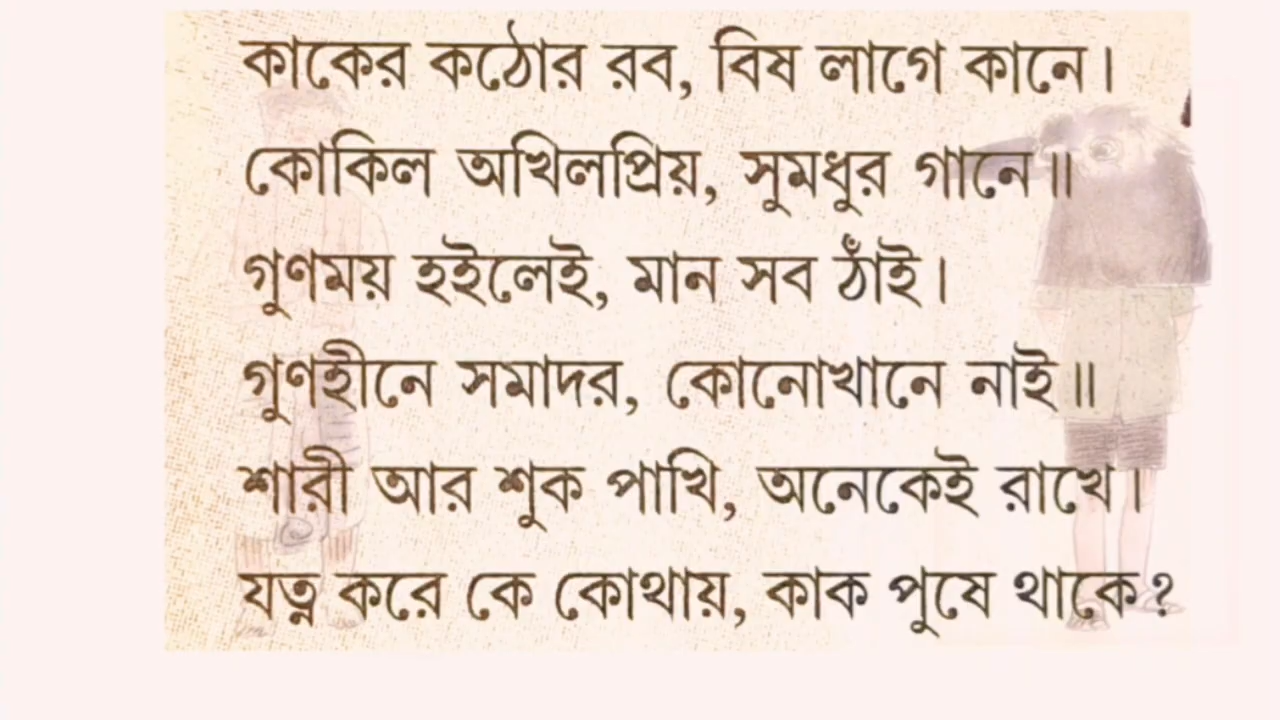 কাকের কঠোর রব, বিষ লাগে কানে।
কোকিল অখিলপ্রিয়, সুমধুর গানে॥
গুণময় হইলেই, মান সব ঠাঁই।
গুণহীনে সমাদর, কোনোখানে নাই॥
শারী আর শুক পাখি, অনেকেই রাখে।
যত্ন করে কে কোথায়, কাক পুষে থাকে?